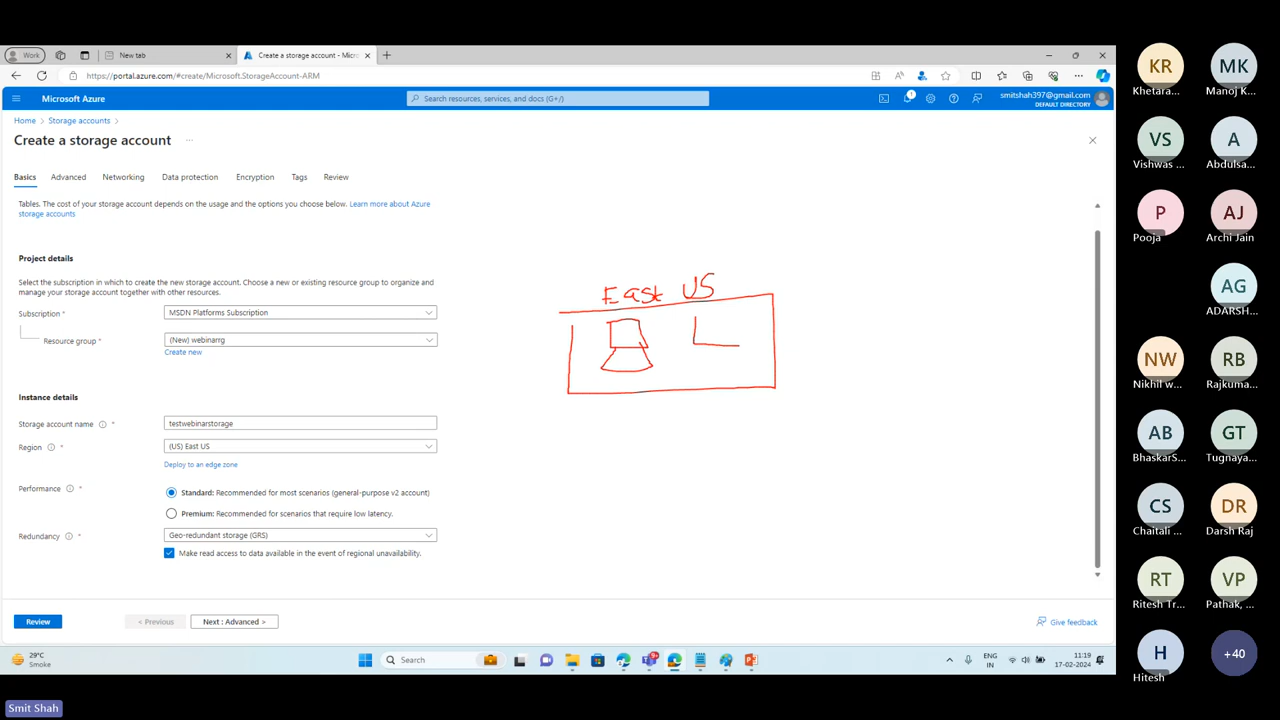 Work
New tab
Create a storage account - Micro
https://portal.azure.com/#create/Microsoft.StorageAccount-ARM
Microsoft Azure
Search resources, services, and docs (G+/)
1
smitshah397@gmail.com
DEFAULT DIRECTORY
Home > Storage accounts >
Create a storage account ...
Basics Advanced Networking Data protection Encryption Tags Review
Tables. The cost of your storage account depends on the usage and the options you choose below. Learn more about Azure
storage accounts
Project details
Select the subscription in which to create the new storage account. Choose a new or existing resource group to organize and
manage your storage account together with other resources.
Subscription * MSDN Platforms Subscription
Resource group * (New) webinarrg
Create new
Instance details
Storage account name * testwebinarstorage
Region * (US) East US
Deploy to an edge zone
Performance * Standard: Recommended for most scenarios (general-purpose v2 account)
Premium: Recommended for scenarios that require low latency.
Redundancy * Geo-redundant storage (GRS)
Make read access to data available in the event of regional unavailability.
East US
Review < Previous Next : Advanced > Give feedback
29°C
Smoke
Search
ENG
IN
11:19
17-02-2024
Smit Shah
KR MK
Khetara... Manoj K...
VS A
Vishwas ... Abdulsa...
P AJ
Pooja Archi Jain
AG
ADARSH...
NW RB
Nikhil w... Rajkuma...
AB GT
BhaskarS... Tugnaya...
CS DR
Chaitali ... Darsh Raj
RT VP
Ritesh Tr... Pathak, ...
H +40
Hitesh